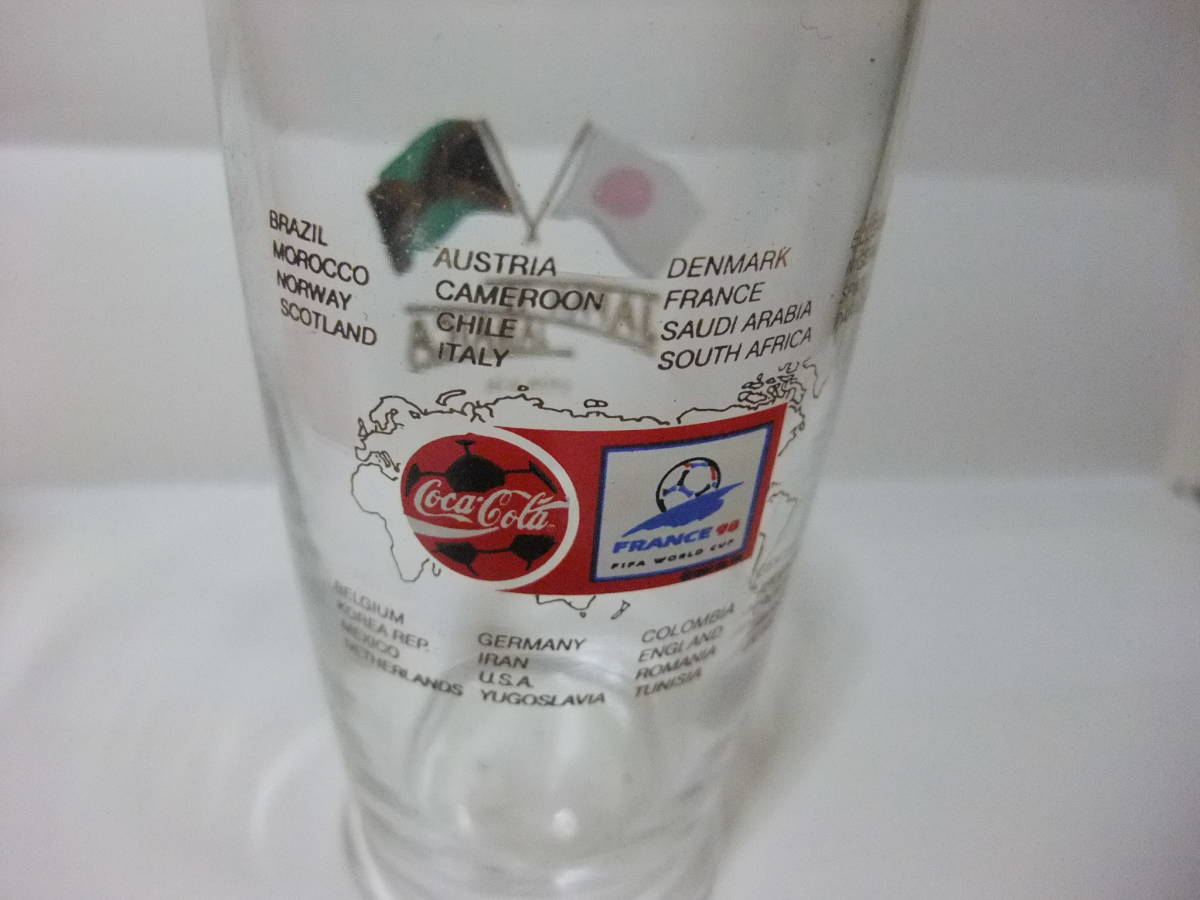 BRAZIL
MOROCCO
NORWAY
SCOTLAND
AUSTRIA
CAMEROON
CHILE
ITALY
DENMARK
FRANCE
SAUDI ARABIA
SOUTH AFRICA
Coca-Cola
FRANCE 98
FIFA WORLD CUP
BELGIUM
KOREA REP.
MEXICO
NETHERLANDS
GERMANY
IRAN
U.S.A.
YUGOSLAVIA
COLOMBIA
ENGLAND
ROMANIA
TUNISIA